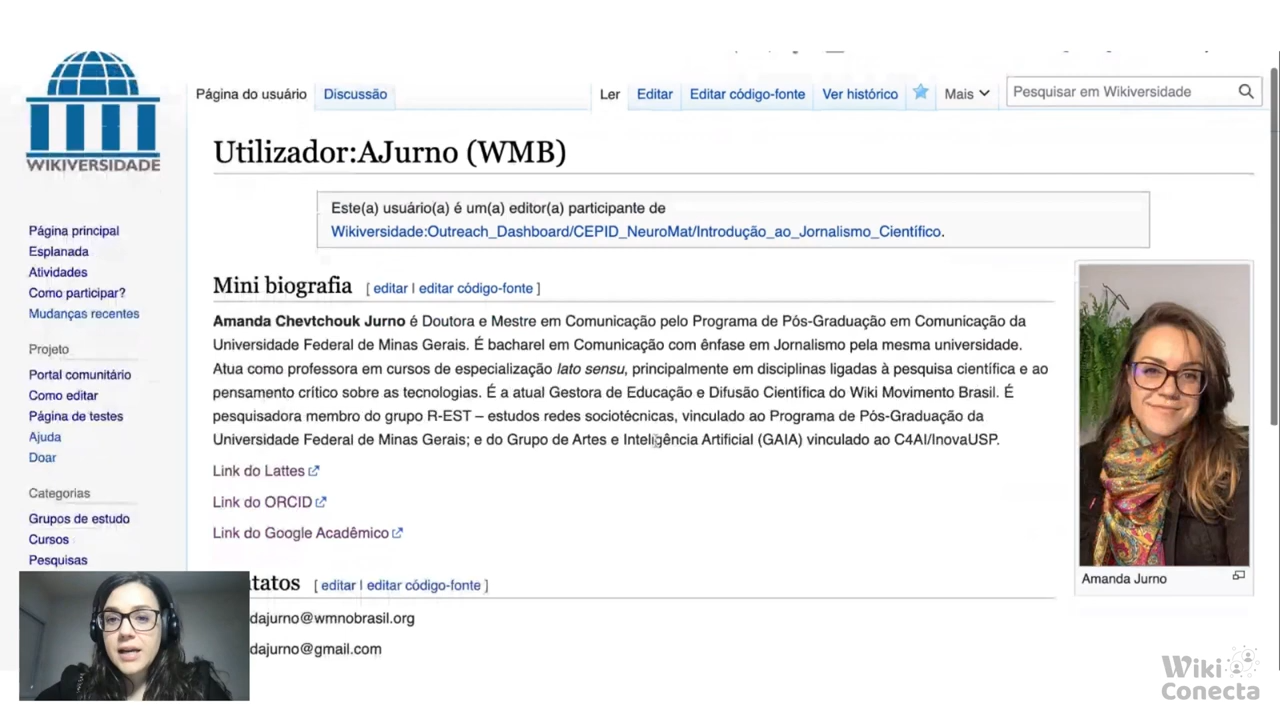 WIKIVERSIDADE
Página do usuário
Discussão
Ler
Editar
Editar código-fonte
Ver histórico
Mais
Pesquisar em Wikiversidade
Utilizador:AJurno (WMB)
Este(a) usuário(a) é um(a) editor(a) participante de
Wikiversidade:Outreach_Dashboard/CEPID_NeuroMat/Introdução_ao_Jornalismo_Científico.
Página principal
Esplanada
Atividades
Como participar?
Mudanças recentes
Projeto
Portal comunitário
Como editar
Página de testes
Ajuda
Doar
Categorias
Grupos de estudo
Cursos
Pesquisas
Mini biografia [ editar | editar código-fonte ]
Amanda Chevtchouk Jurno é Doutora e Mestre em Comunicação pelo Programa de Pós-Graduação em Comunicação da
Universidade Federal de Minas Gerais. É bacharel em Comunicação com ênfase em Jornalismo pela mesma universidade.
Atua como professora em cursos de especialização lato sensu, principalmente em disciplinas ligadas à pesquisa científica e ao
pensamento crítico sobre as tecnologias. É a atual Gestora de Educação e Difusão Científica do Wiki Movimento Brasil. É
pesquisadora membro do grupo R-EST – estudos redes sociotécnicas, vinculado ao Programa de Pós-Graduação da
Universidade Federal de Minas Gerais; e do Grupo de Artes e Inteligência Artificial (GAIA) vinculado ao C4AI/InovaUSP.
Link do Lattes
Link do ORCID
Link do Google Acadêmico
Amanda Jurno
tatos [ editar | editar código-fonte ]
dajurno@wmnobrasil.org
dajurno@gmail.com
Wiki
Conecta